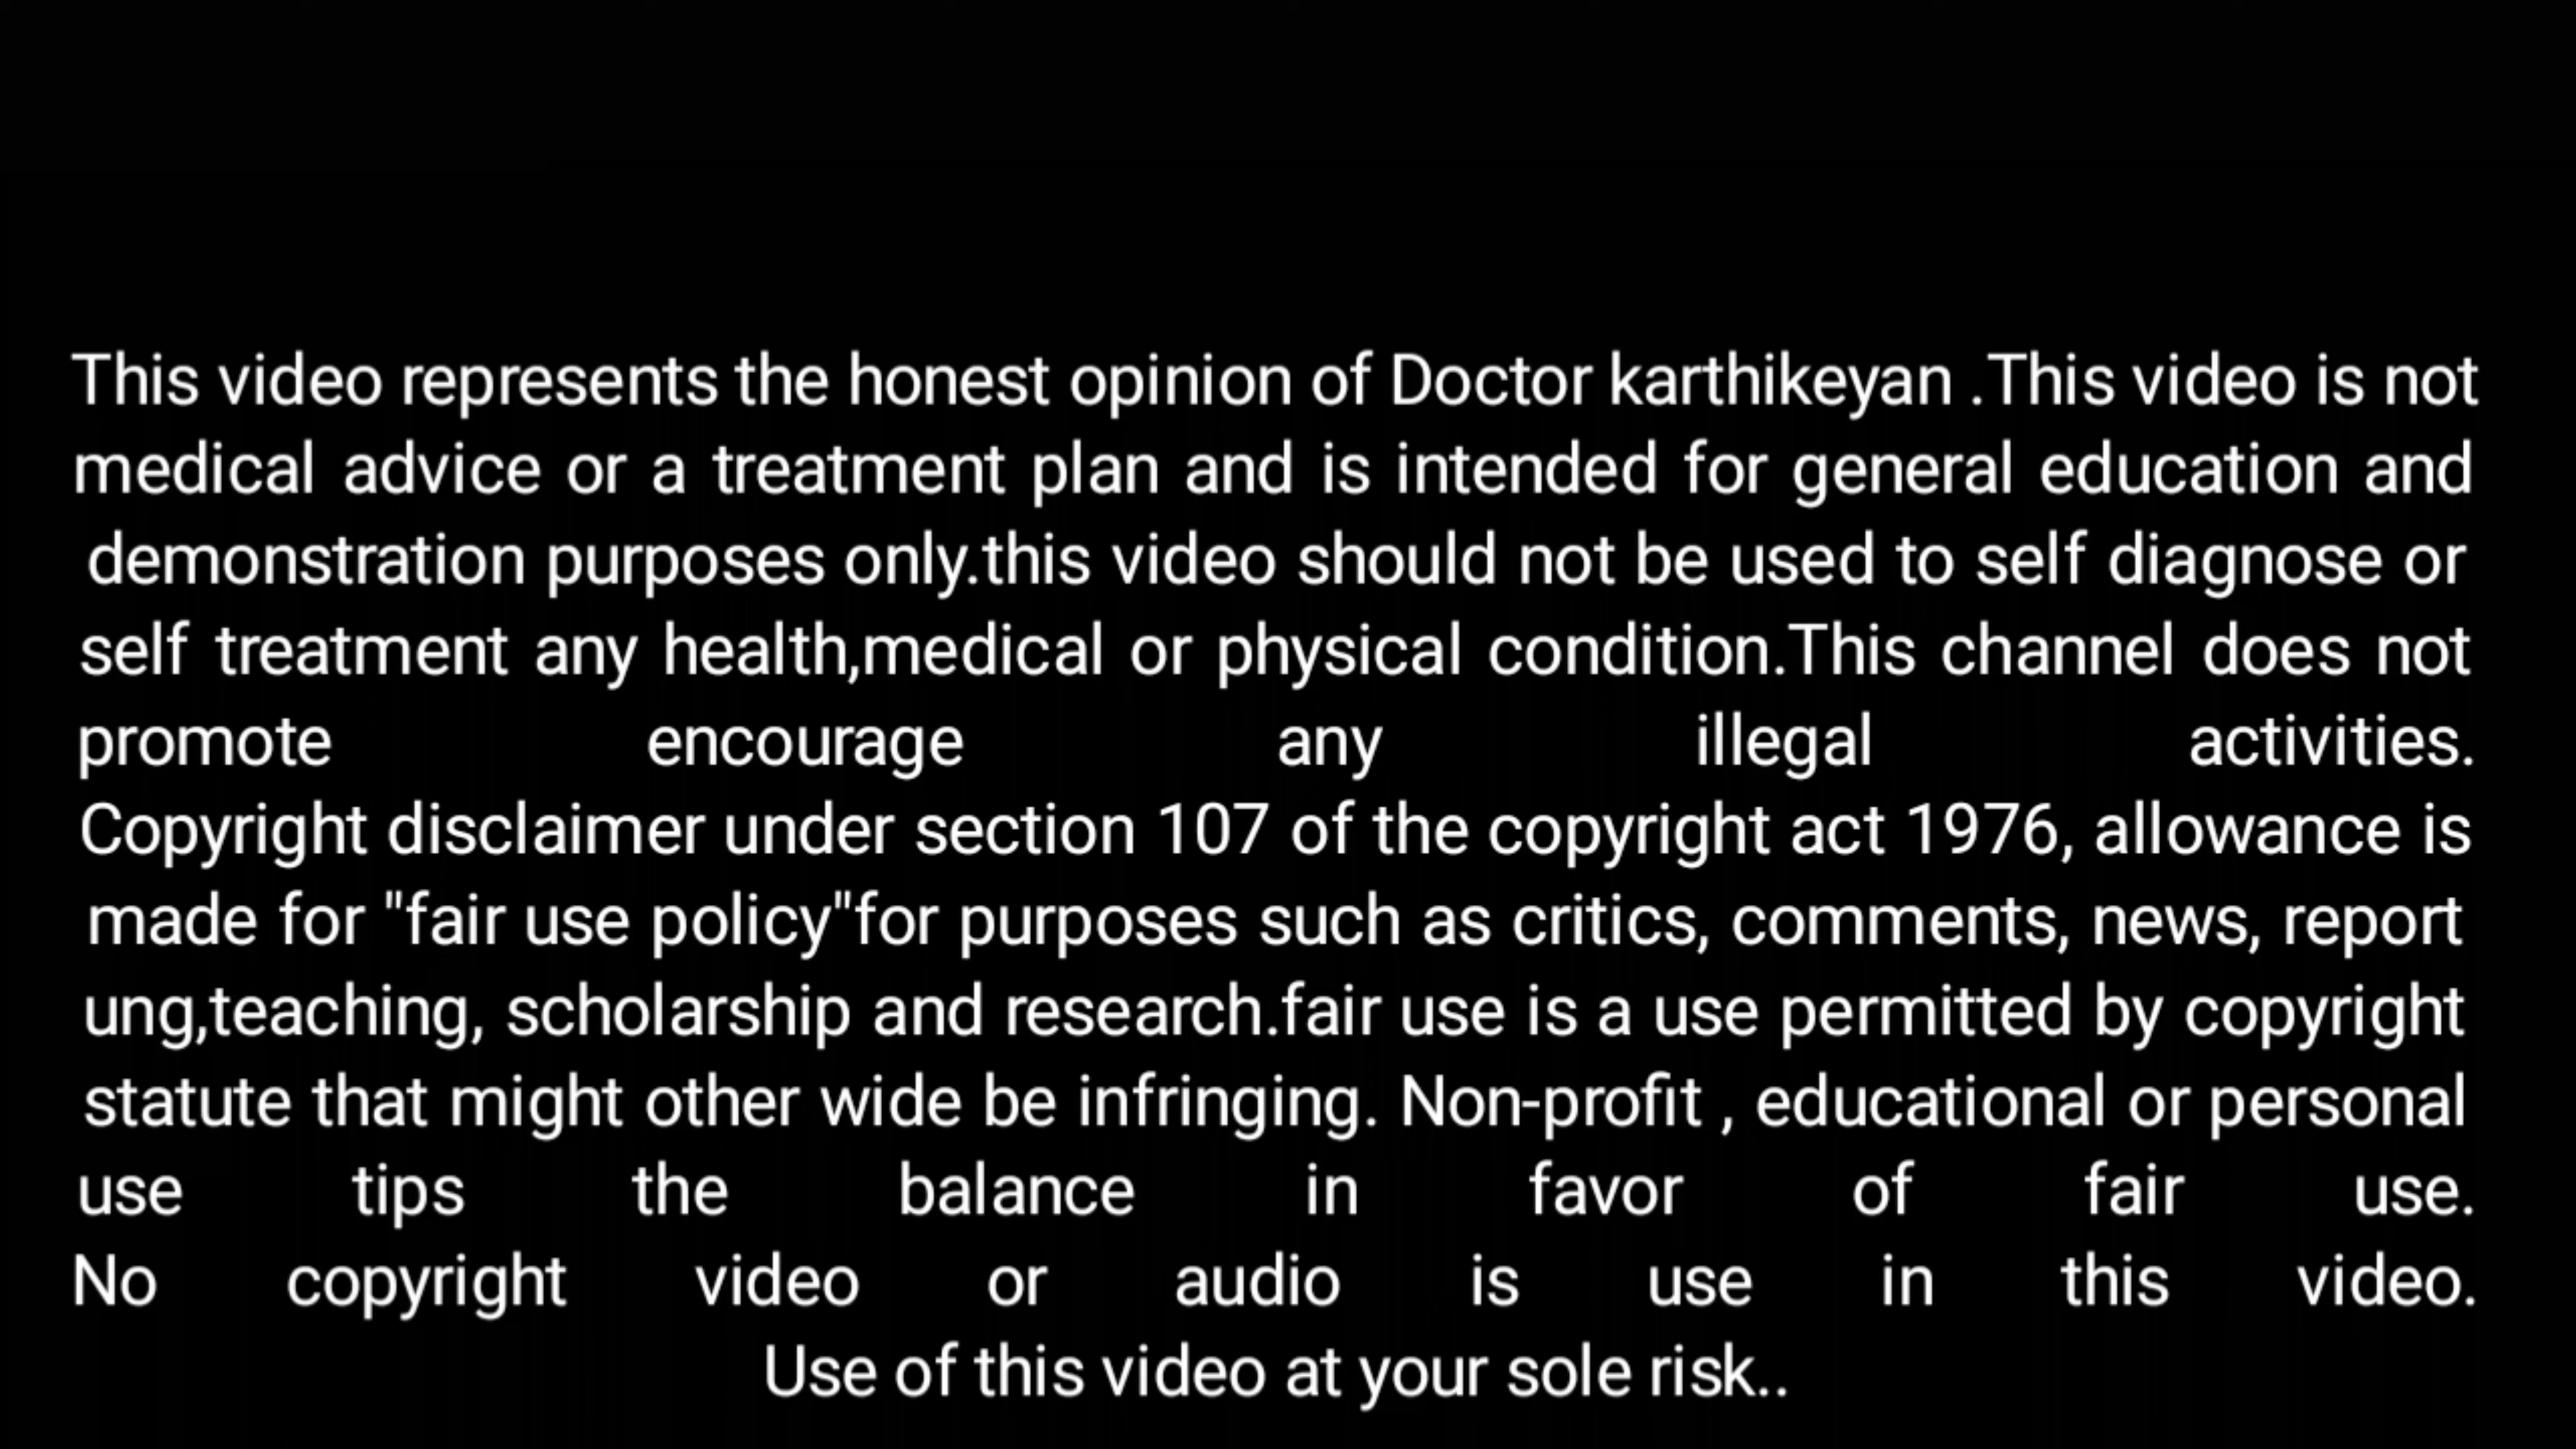 This video represents the honest opinion of Doctor karthikeyan .This video is not
medical advice or a treatment plan and is intended for general education and
demonstration purposes only.this video should not be used to self diagnose or
self treatment any health,medical or physical condition.This channel does not
promote encourage any illegal activities.
Copyright disclaimer under section 107 of the copyright act 1976, allowance is
made for "fair use policy"for purposes such as critics, comments, news, report
ung,teaching, scholarship and research.fair use is a use permitted by copyright
statute that might other wide be infringing. Non-profit , educational or personal
use tips the balance in favor of fair use.
No copyright video or audio is use in this video.
Use of this video at your sole risk..